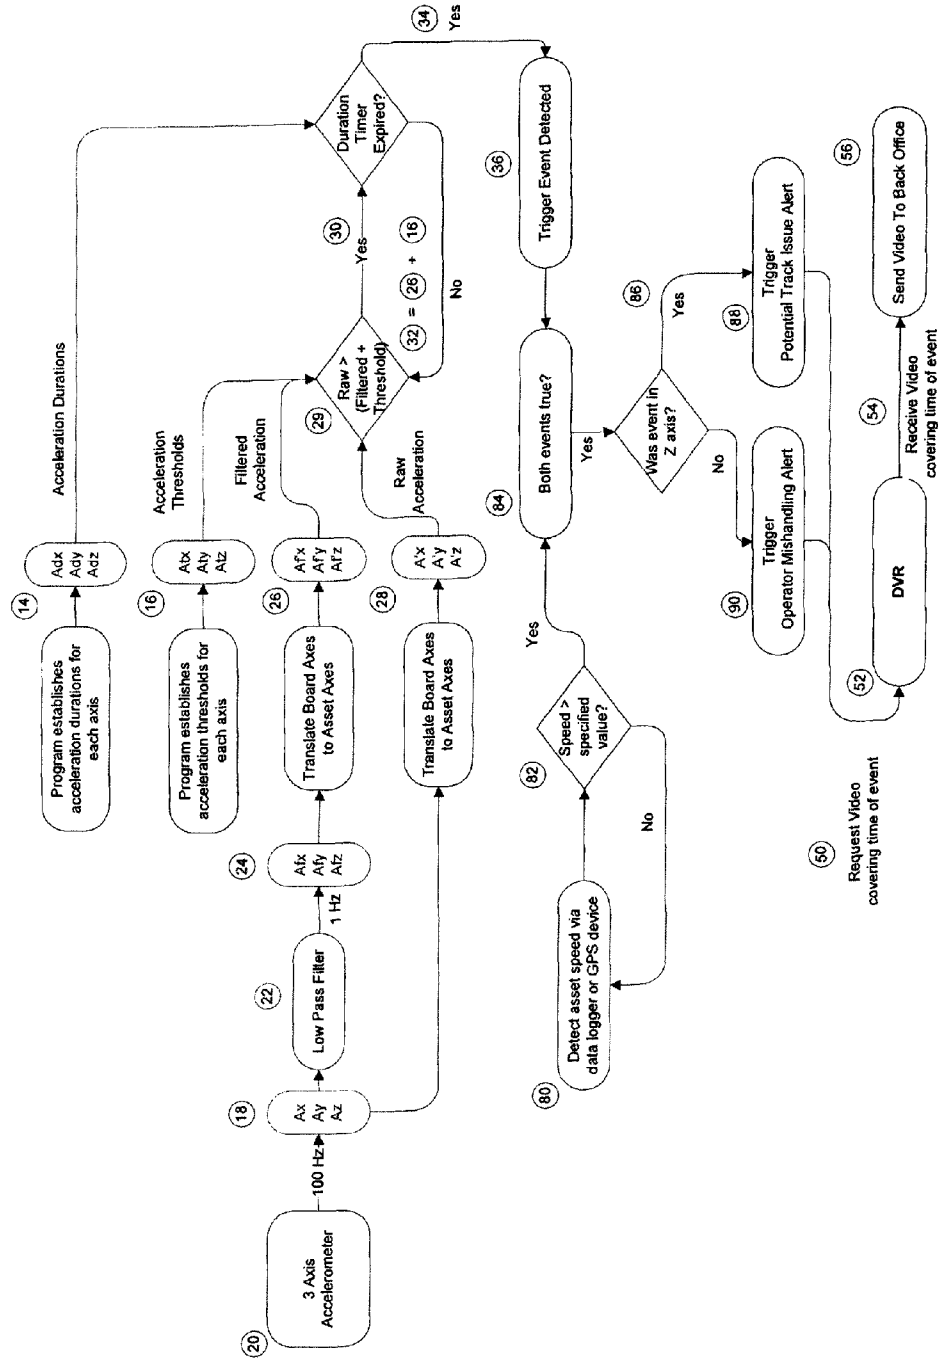 14
Program establishes
acceleration durations for
each axis
Adx
Ady
Adz
Acceleration Durations
16
Program establishes
acceleration thresholds for
each axis
Atx
Aty
Atz
Acceleration
Thresholds
20
3 Axis
Accelerometer
100 Hz
18
Ax
Ay
Az
22
Low Pass Filter
1 Hz
24
Afx
Afy
Afz
Translate Board Axes
to Asset Axes
26
Af'x
Af'y
Af'z
Filtered
Acceleration
Translate Board Axes
to Asset Axes
28
A'x
A'y
A'z
Raw
Acceleration
29
Raw >
(Filtered +
Threshold)
30
Yes
32 = 26 + 16
No
Duration
Timer
Expired?
34
Yes
36
Trigger Event Detected
80
Detect asset speed via
data logger or GPS device
82
Speed >
specified
value?
Yes
No
84
Both events true?
Yes
Was event in
Z axis?
86
Yes
No
88
Trigger
Potential Track Issue Alert
90
Trigger
Operator Mishandling Alert
50
Request Video
covering time of event
52
DVR
54
Receive Video
covering time of event
56
Send Video To Back Office